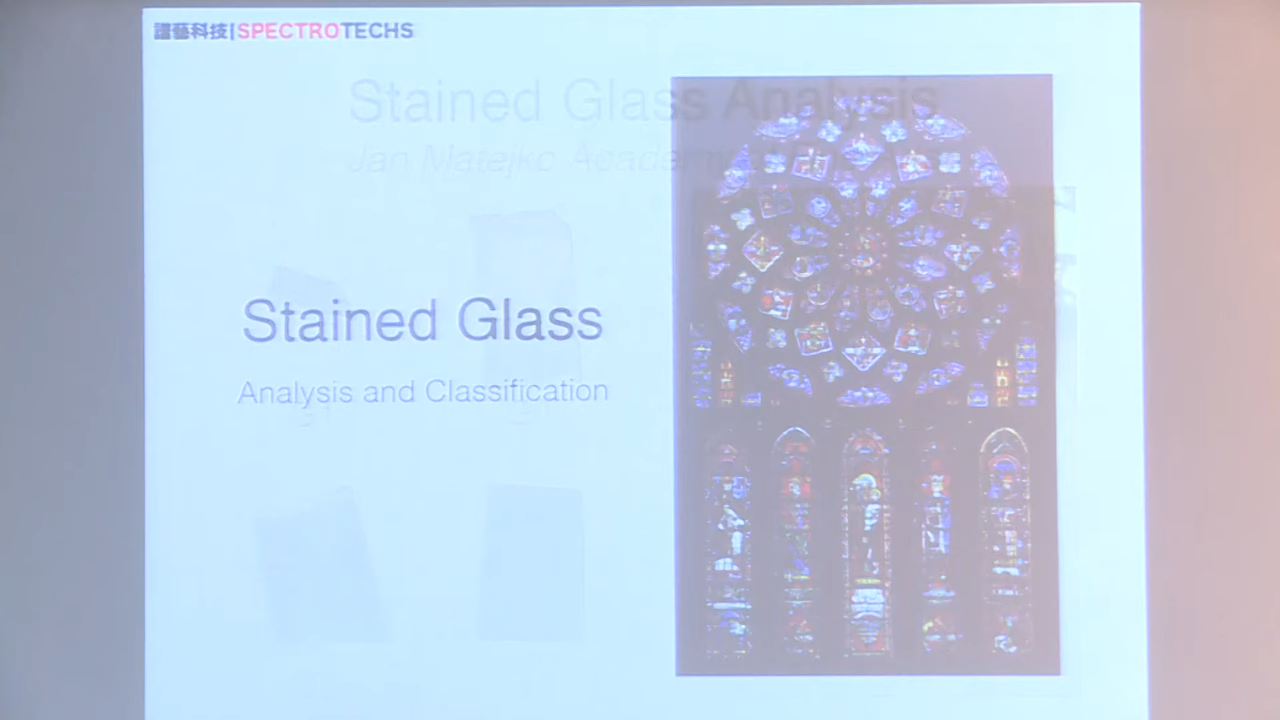 譜藝科技|SPECTROTECHS
Stained Glass Analysis
Jan Matejko Academy
Stained Glass
Analysis and Classification